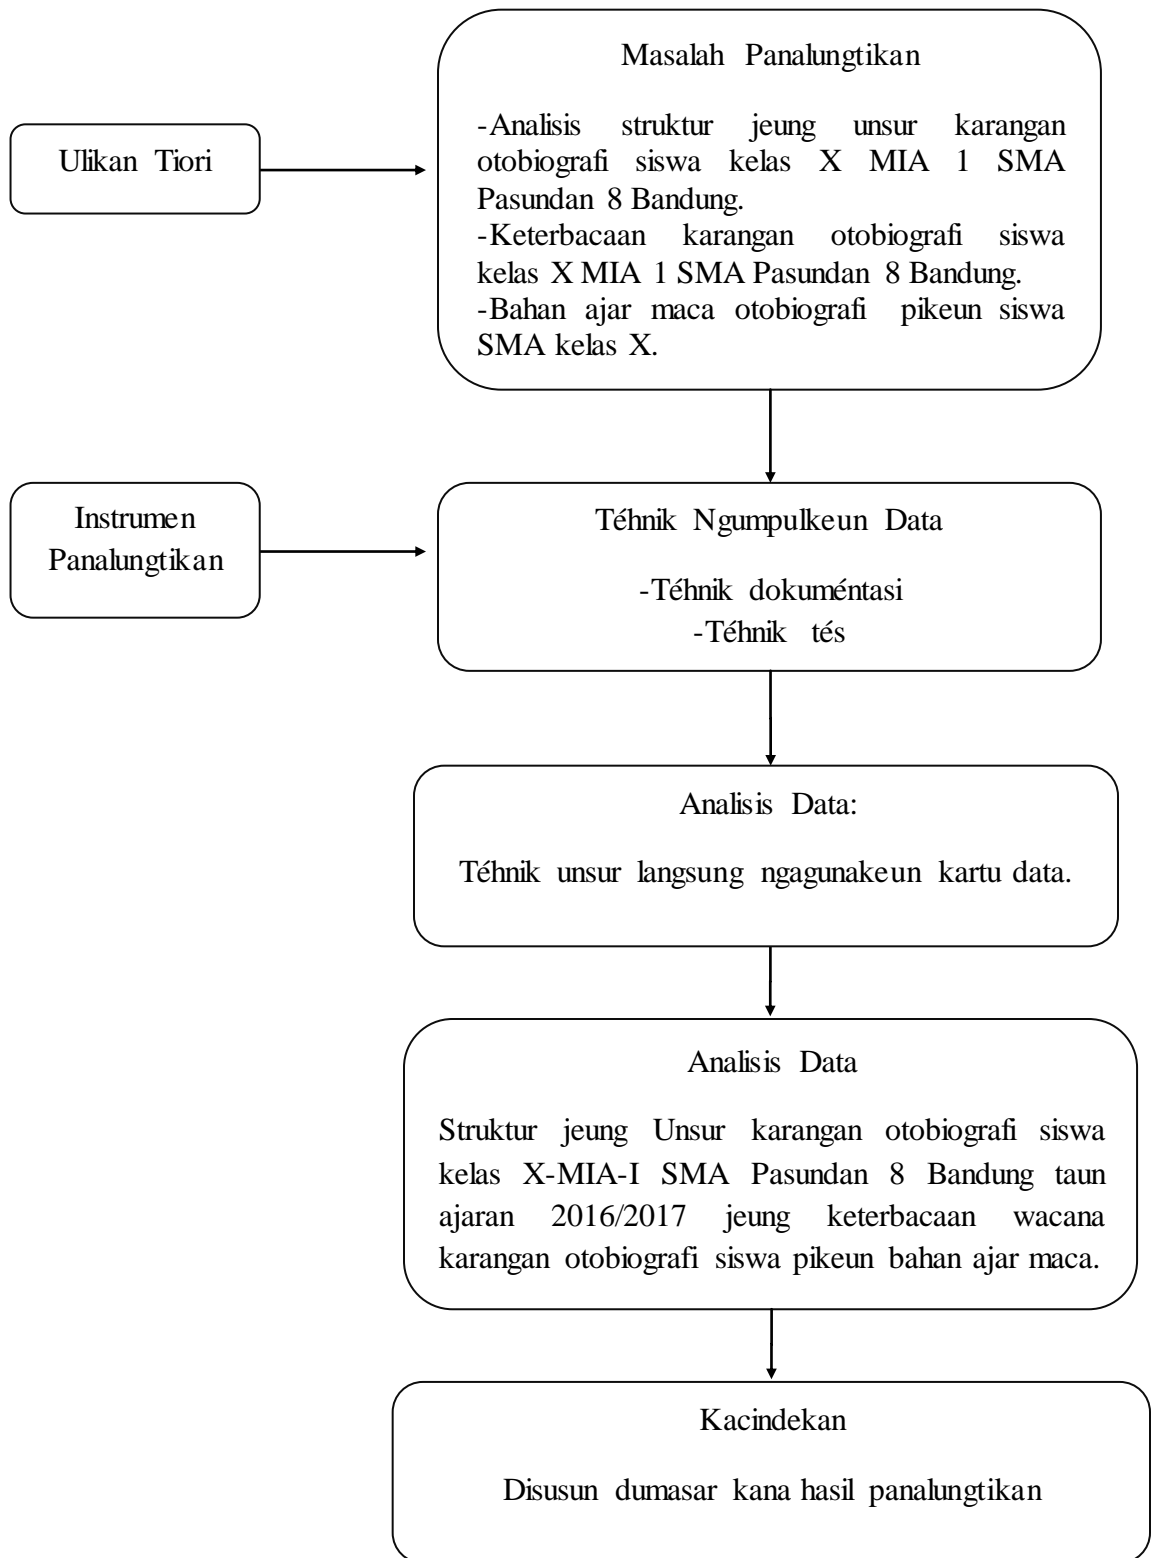 Masalah Panalungtikan
Ulikan Tiori
-Analisis struktur jeung unsur karangan
otobiografi siswa kelas X MIA 1 SMA
Pasundan 8 Bandung.
-Keterbacaan karangan otobiografi siswa
kelas X MIA 1 SMA Pasundan 8 Bandung.
-Bahan ajar maca otobiografi pikeun siswa
SMA kelas X.
Instrumen
Panalungtikan
Téhnik Ngumpulkeun Data
-Téhnik dokuméntasi
-Téhnik tés
Analisis Data:
Téhnik unsur langsung ngagunakeun kartu data.
Analisis Data
Struktur jeung Unsur karangan otobiografi siswa
kelas X-MIA-I SMA Pasundan 8 Bandung taun
ajaran 2016/2017 jeung keterbacaan wacana
karangan otobiografi siswa pikeun bahan ajar maca.
Kacindekan
Disusun dumasar kana hasil panalungtikan